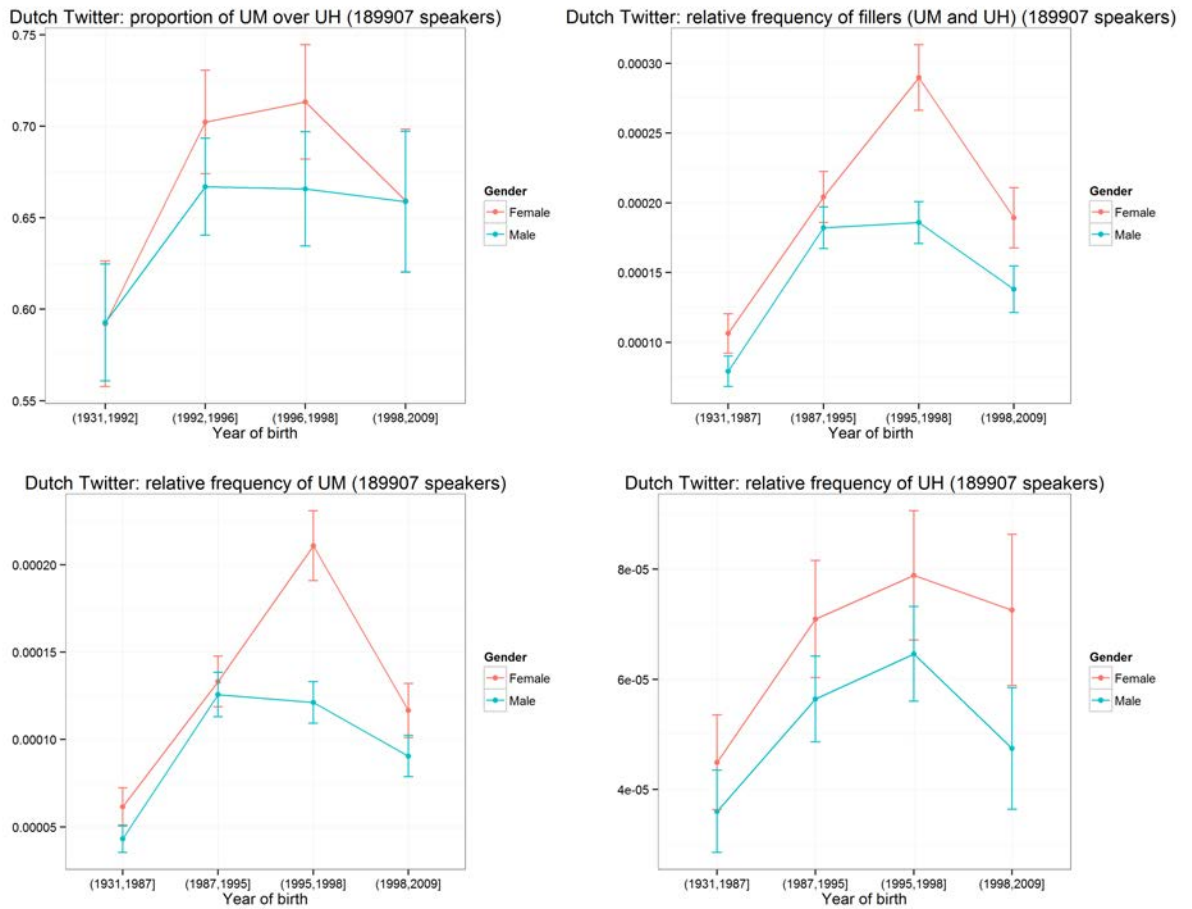 Dutch Twitter: proportion of UM over UH (189907 speakers)
0.75
0.70
0.65
0.60
0.55
(1931,1992]
(1992,1996]
(1996,1998]
(1998,2009]
Year of birth
Gender
Female
Male
Dutch Twitter: relative frequency of fillers (UM and UH) (189907 speakers)
0.00030
0.00025
0.00020
0.00015
0.00010
(1931,1987]
(1987,1995]
(1995,1998]
(1998,2009]
Year of birth
Gender
Female
Male
Dutch Twitter: relative frequency of UM (189907 speakers)
0.00020
0.00015
0.00010
0.00005
(1931,1987]
(1987,1995]
(1995,1998]
(1998,2009]
Year of birth
Gender
Female
Male
Dutch Twitter: relative frequency of UH (189907 speakers)
8e-05
6e-05
4e-05
(1931,1987]
(1987,1995]
(1995,1998]
(1998,2009]
Year of birth
Gender
Female
Male